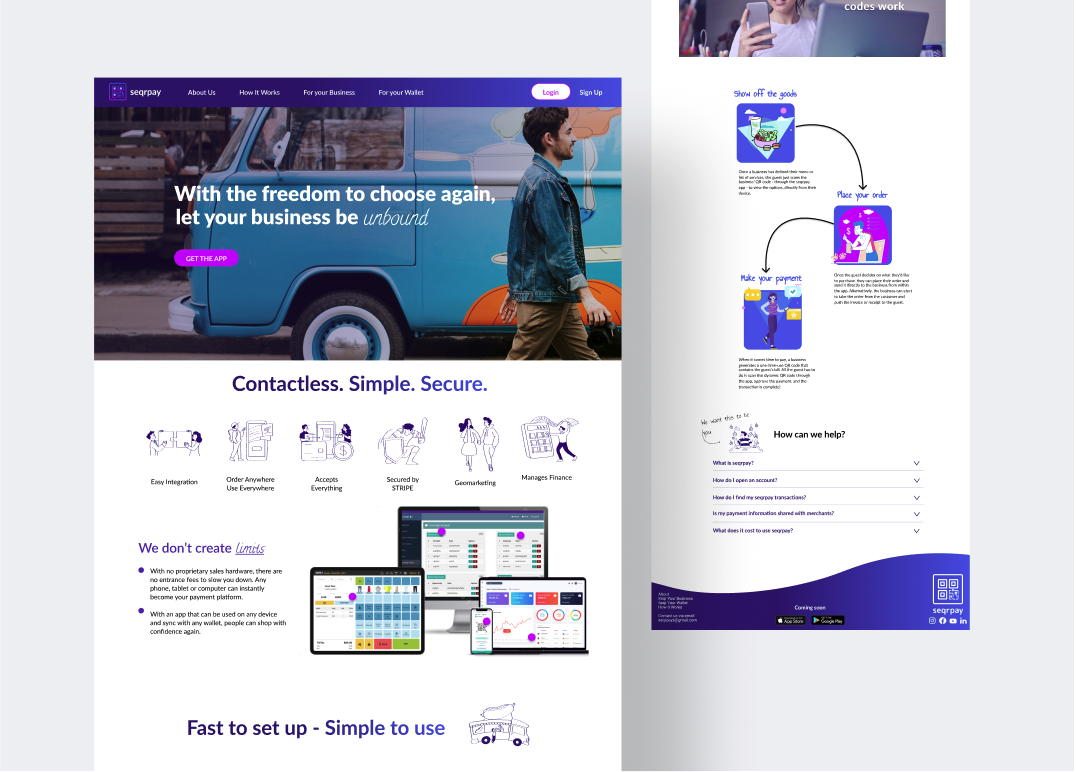 seqrpay
About Us
How It Works
For your Business
For your Wallet
Login
Sign Up
With the freedom to choose again,
let your business be unbound
GET THE APP
Contactless. Simple. Secure.
Easy Integration
Order Anywhere
Use Everywhere
Accepts
Everything
Secured by
STRIPE
Geomarketing
Manages Finance
We don't create limits
With no proprietary sales hardware, there are
no entrance fees to slow you down. Any
phone, tablet or computer can instantly
become your payment platform.
With an app that can be used on any device
and sync with any wallet, people can shop with
confidence again.
Fast to set up - Simple to use
codes work
Show off the goods
Once a business has defined their menu or
list of services, the guest just scans the
business' QR code - through the seqrpay
app - to view the options, directly from their
device.
Place your order
Once the guest decides on what they'd like
to purchase, they can place their order and
send it directly to the business from within
the app. Alternatively, the business can start
to take the order from the customer and
push the invoice or receipt to the guest.
Make your payment
When it comes time to pay, a business
generates a one-time-use QR code that
contains the guest's bill. All the guest has to
do is scan the dynamic QR code through
the app, approve the payment, and the
transaction is complete!
We want this to be
you
How can we help?
What is seqrpay?
How do I open an account?
How do I find my seqrpay transactions?
Is my payment information shared with merchants?
What does it cost to use seqrpay?
About
Seqr Your Business
Seqr Your Wallet
How it Works
Contact us via email
Coming soon
App Store
Google Play
seqrpay